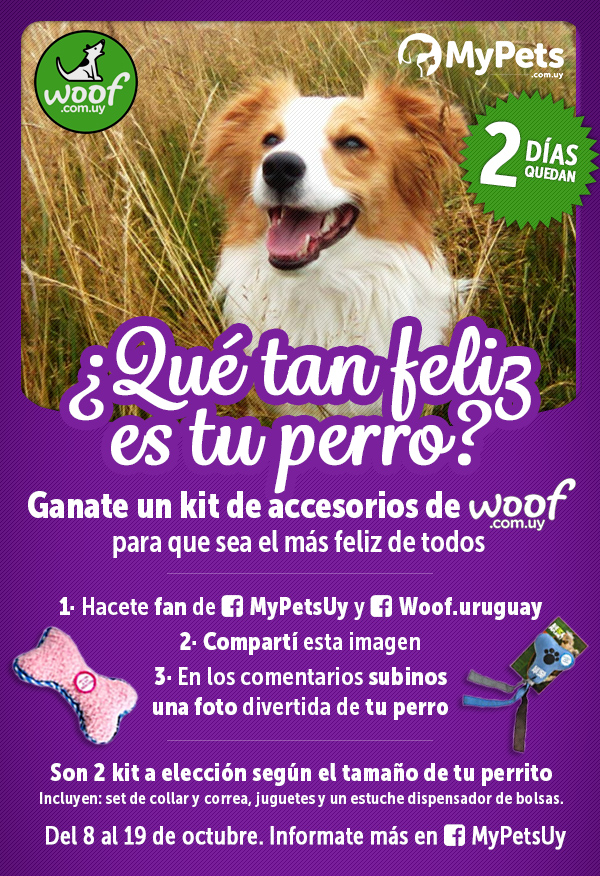 woof
.com.uy
MyPets
.com.uy
2 DÍAS
QUEDAN
¿Qué tan feliz
es tu perro?
Ganate un kit de accesorios de woof
.com.uy
para que sea el más feliz de todos
1· Hacete fan de MyPetsUy y Woof.uruguay
2· Compartí esta imagen
3· En los comentarios subinos
una foto divertida de tu perro
Son 2 kit a elección según el tamaño de tu perrito
Incluyen: set de collar y correa, juguetes y un estuche dispensador de bolsas.
Del 8 al 19 de octubre. Informate más en MyPetsUy